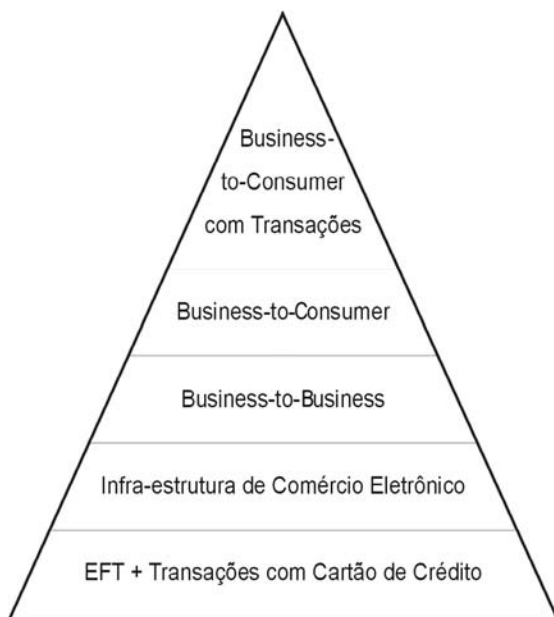 Business-
to-Consumer
com Transações
Business-to-Consumer
Business-to-Business
Infra-estrutura de Comércio Eletrônico
EFT + Transações com Cartão de Crédito